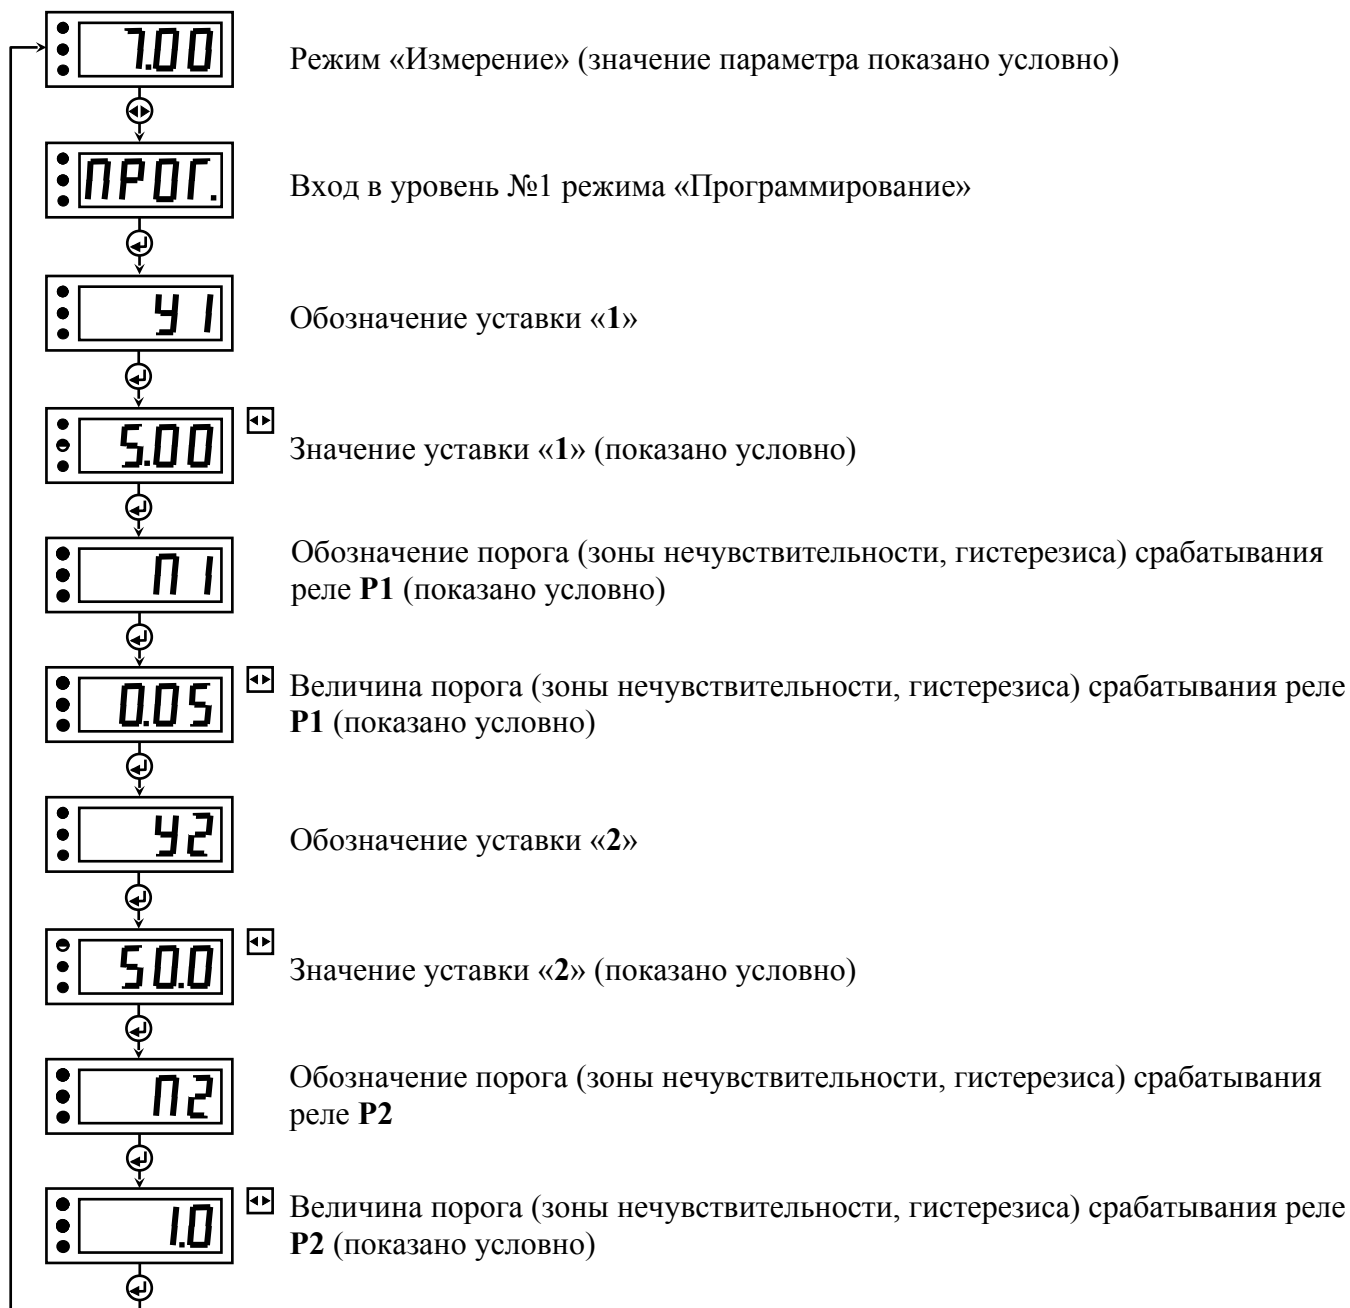 7.00
Режим «Измерение» (значение параметра показано условно)
ПРОГ.
Вход в уровень №1 режима «Программирование»
У1
Обозначение уставки «1»
5.00
Значение уставки «1» (показано условно)
П1
Обозначение порога (зоны нечувствительности, гистерезиса) срабатывания
реле Р1 (показано условно)
0.05
Величина порога (зоны нечувствительности, гистерезиса) срабатывания реле
Р1 (показано условно)
У2
Обозначение уставки «2»
50.0
Значение уставки «2» (показано условно)
П2
Обозначение порога (зоны нечувствительности, гистерезиса) срабатывания
реле Р2
1.0
Величина порога (зоны нечувствительности, гистерезиса) срабатывания реле
Р2 (показано условно)